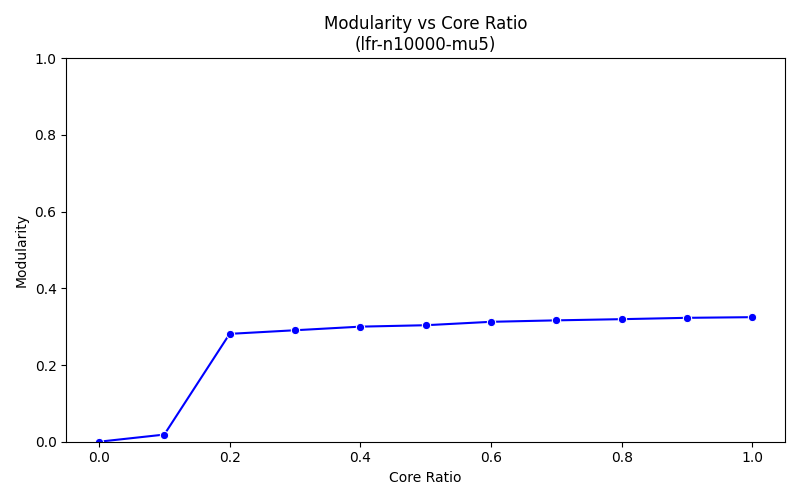 Modularity vs Core Ratio
(lfr-n10000-mu5)
1.0
0.8
0.6
0.4
0.2
0.0
Modularity
0.0 0.2 0.4 0.6 0.8 1.0
Core Ratio